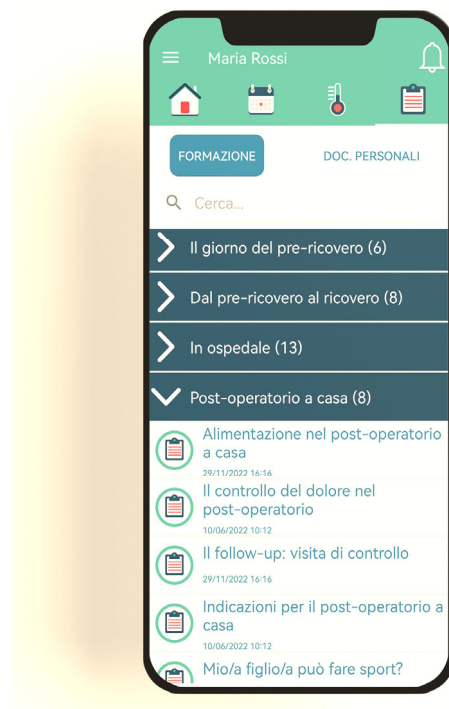 Maria Rossi
FORMAZIONE
DOC. PERSONALI
Cerca...
Il giorno del pre-ricovero (6)
Dal pre-ricovero al ricovero (8)
In ospedale (13)
Post-operatorio a casa (8)
Alimentazione nel post-operatorio
a casa
29/11/2022 16:16
Il controllo del dolore nel
post-operatorio
10/06/2022 10:12
Il follow-up: visita di controllo
29/11/2022 16:16
Indicazioni per il post-operatorio a
casa
10/06/2022 10:12
Mio/a figlio/a può fare sport?